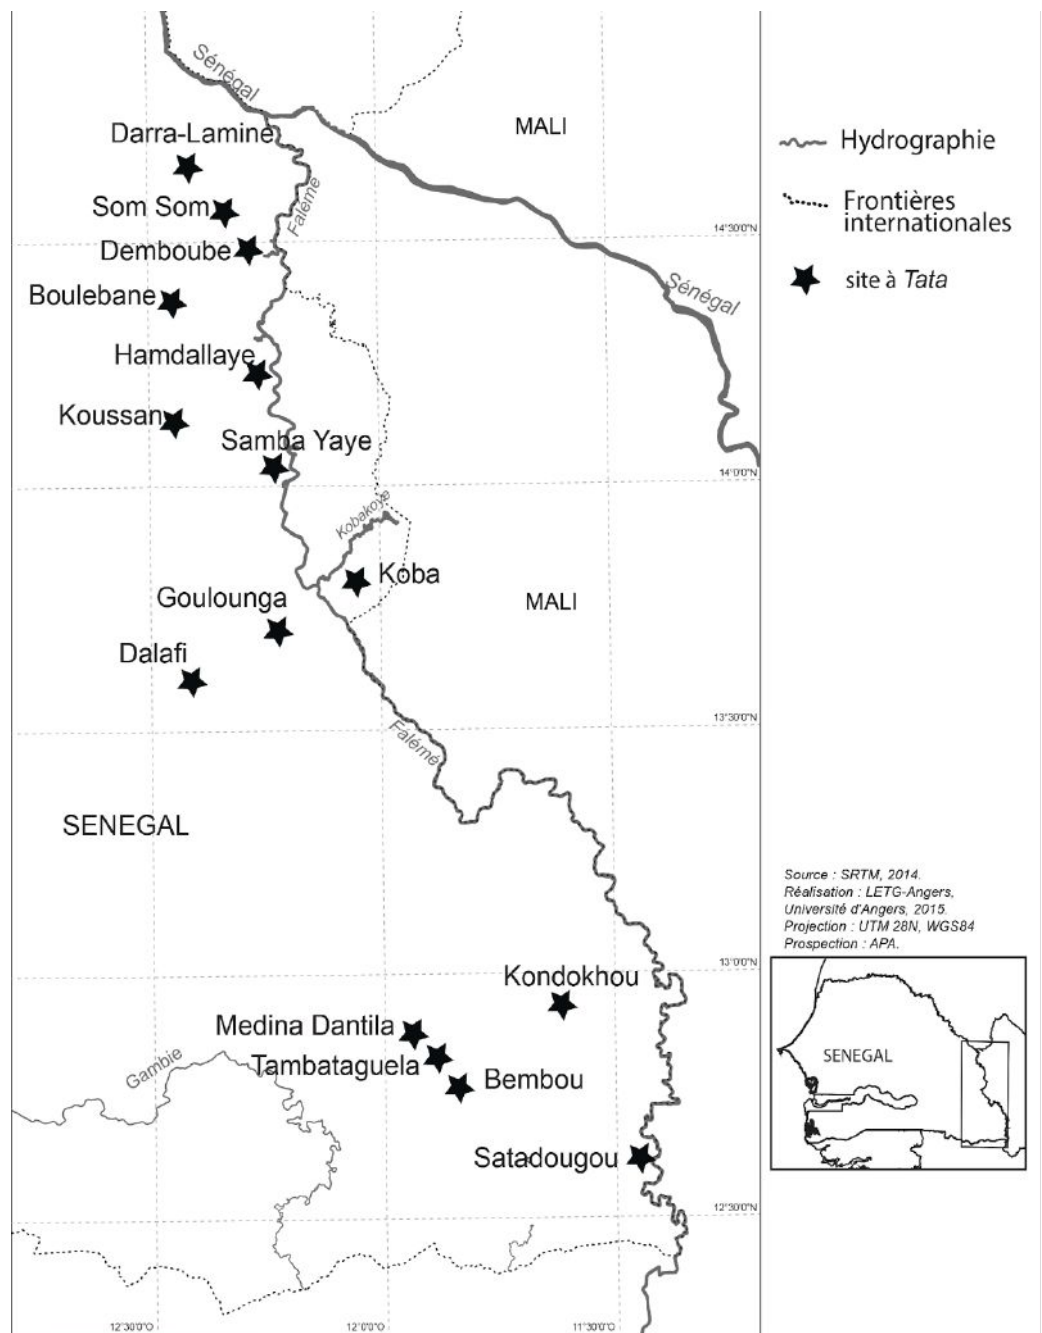 Sénégal
MALI
Darra-Lamine
Som Som
Falémé
Demboube
14°30'0"N
Boulebane
Sénégal
Hamdallaye
Koussan
Samba Yaye
14°0'0"N
Kobakoye
Koba
Goulounga
MALI
Dalafi
13°30'0"N
Falémé
SENEGAL
13°0'0"N
Kondokhou
Medina Dantila
Tambataguela
Gambie
Bembou
Satadougou
12°30'0"N
12°30'0"O
12°0'0"O
11°30'0"O
Hydrographie
Frontières
internationales
site à Tata
Source : SRTM, 2014.
Réalisation : LETG-Angers,
Université d'Angers, 2015.
Projection : UTM 28N, WGS84
Prospection : APA.
SENEGAL